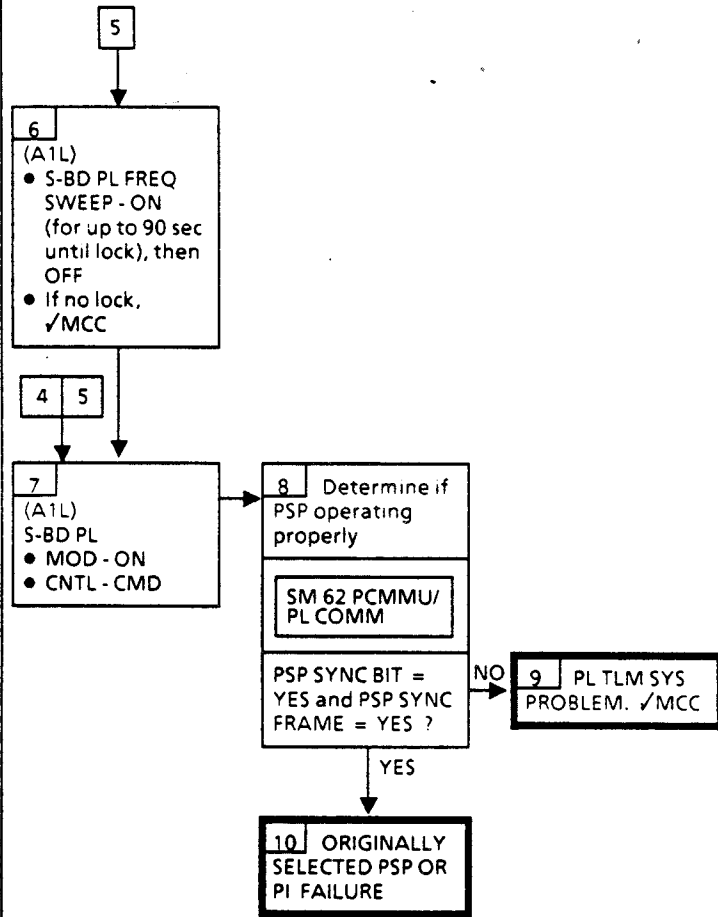 5
6
(A1L)
● S-BD PL FREQ
SWEEP - ON
(for up to 90 sec
until lock), then
OFF
● If no lock,
✓MCC
4 5
7
(A1L)
S-BD PL
● MOD - ON
● CNTL - CMD
8 Determine if
PSP operating
properly
SM 62 PCMMU/
PL COMM
PSP SYNC BIT =
YES and PSP SYNC
FRAME = YES ?
NO
9 PL TLM SYS
PROBLEM. ✓MCC
YES
10 ORIGINALLY
SELECTED PSP OR
PI FAILURE